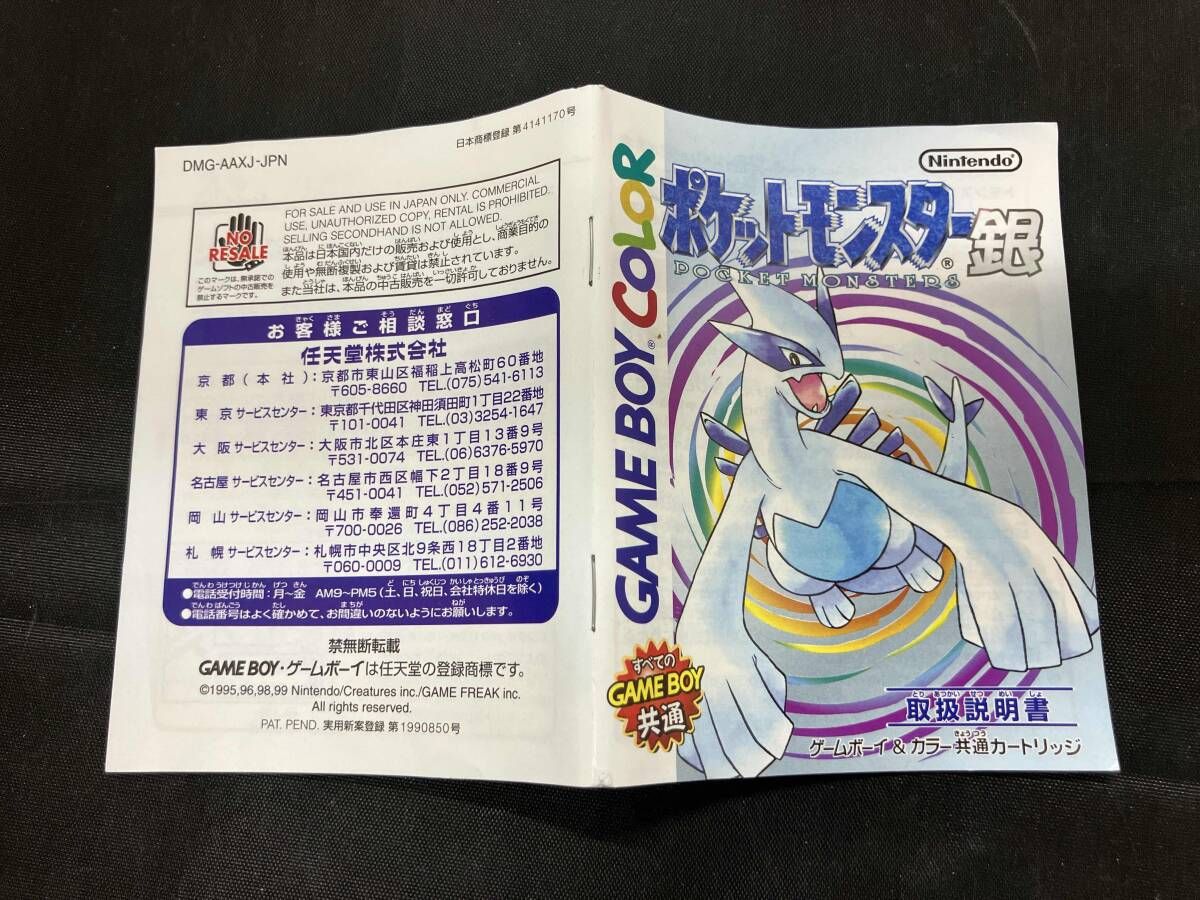 DMG-AAXJ-JPN
日本商標登録 第4141170号
NO
RESALE
このマークは、無承諾での
ゲームソフトの中古販売を
禁止するマークです。
FOR SALE AND USE IN JAPAN ONLY. COMMERCIAL
USE, UNAUTHORIZED COPY, RENTAL IS PROHIBITED.
SELLING SECONDHAND IS NOT ALLOWED.
本品は日本国内だけの販売および使用とし、商業目的の
使用や無断複製および賃貸は禁止されています。
また当社は、本品の中古販売を一切許可しておりません。
お客様ご相談窓口
任天堂株式会社
京都(本社):京都市東山区福稲上高松町60番地
〒605-8660 TEL.(075)541-6113
東京サービスセンター:東京都千代田区神田須田町1丁目22番地
〒101-0041 TEL.(03)3254-1647
大阪サービスセンター:大阪市北区本庄東1丁目13番9号
〒531-0074 TEL.(06)6376-5970
名古屋サービスセンター:名古屋市西区幅下2丁目18番9号
〒451-0041 TEL.(052)571-2506
岡山サービスセンター:岡山市奉還町4丁目4番11号
〒700-0026 TEL.(086)252-2038
札幌サービスセンター:札幌市中央区北9条西18丁目2番地
〒060-0009 TEL.(011)612-6930
●電話受付時間:月~金 AM9~PM5(土、日、祝日、会社特休日を除く)
●電話番号はよく確かめて、お間違いのないようにお願いします。
禁無断転載
GAME BOY・ゲームボーイは任天堂の登録商標です。
©1995,96,98,99 Nintendo/Creatures inc./GAME FREAK inc.
All rights reserved.
PAT. PEND. 実用新案登録 第1990850号
GAME BOY® COLOR
Nintendo®
ポケットモンスター®銀
POCKET MONSTERS
すべての
GAME BOY
共通
とりあつかいせつめいしょ
取扱説明書
きょうつう
ゲームボーイ&カラー共通カートリッジ